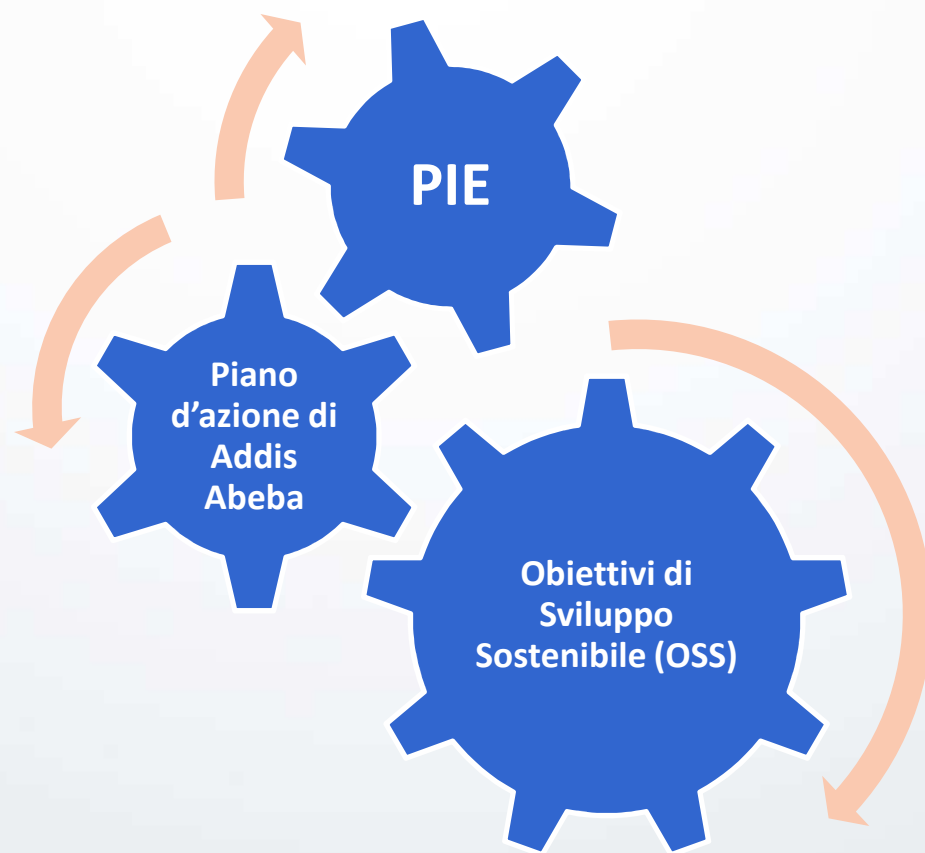 PIE
Piano
d’azione di
Addis
Abeba
Obiettivi di
Sviluppo
Sostenibile (OSS)